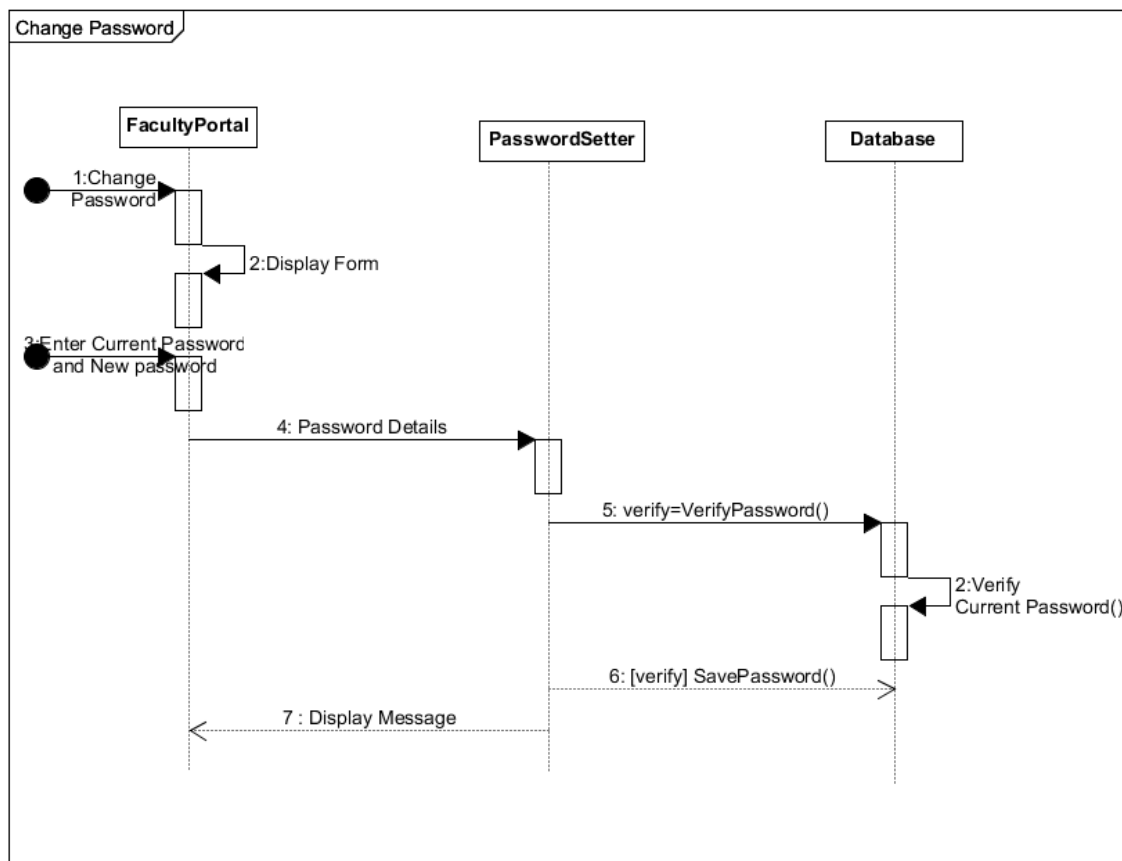 Change Password
FacultyPortal
PasswordSetter
Database
1:Change
Password
2:Display Form
3:Enter Current Password
and New password
4: Password Details
5: verify=VerifyPassword()
2:Verify
Current Password()
6: [verify] SavePassword()
7 : Display Message